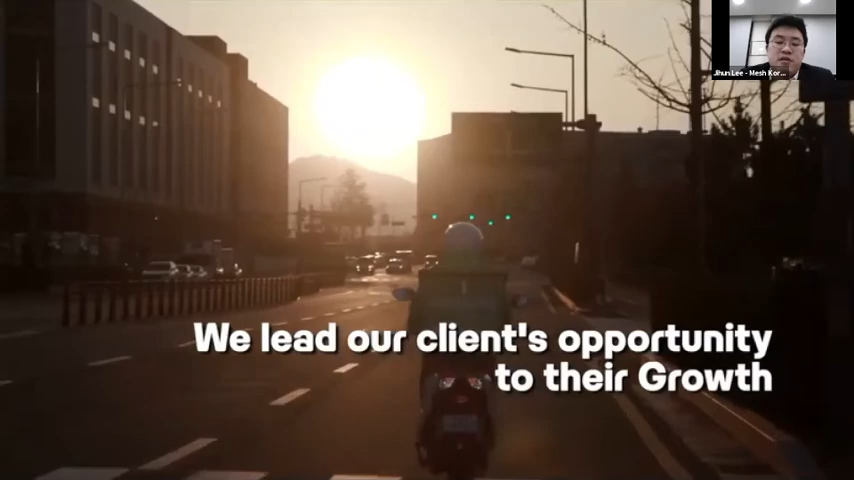 Jihun Lee - Mesh Kor...
We lead our client's opportunity
to their Growth